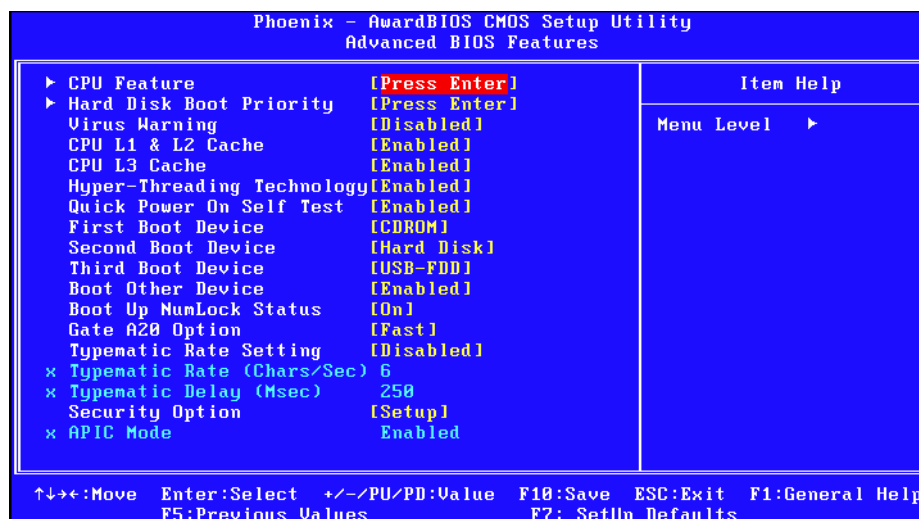 Phoenix - AwardBIOS CMOS Setup Utility
Advanced BIOS Features
► CPU Feature [Press Enter]
► Hard Disk Boot Priority [Press Enter]
Virus Warning [Disabled]
CPU L1 & L2 Cache [Enabled]
CPU L3 Cache [Enabled]
Hyper-Threading Technology[Enabled]
Quick Power On Self Test [Enabled]
First Boot Device [CDROM]
Second Boot Device [Hard Disk]
Third Boot Device [USB-FDD]
Boot Other Device [Enabled]
Boot Up NumLock Status [On]
Gate A20 Option [Fast]
Typematic Rate Setting [Disabled]
x Typematic Rate (Chars/Sec) 6
x Typematic Delay (Msec) 250
Security Option [Setup]
x APIC Mode Enabled
Item Help
Menu Level ►
↑↓→←:Move Enter:Select +/-/PU/PD:Value F10:Save ESC:Exit F1:General Help
F5:Previous Values F7: SetUp Defaults